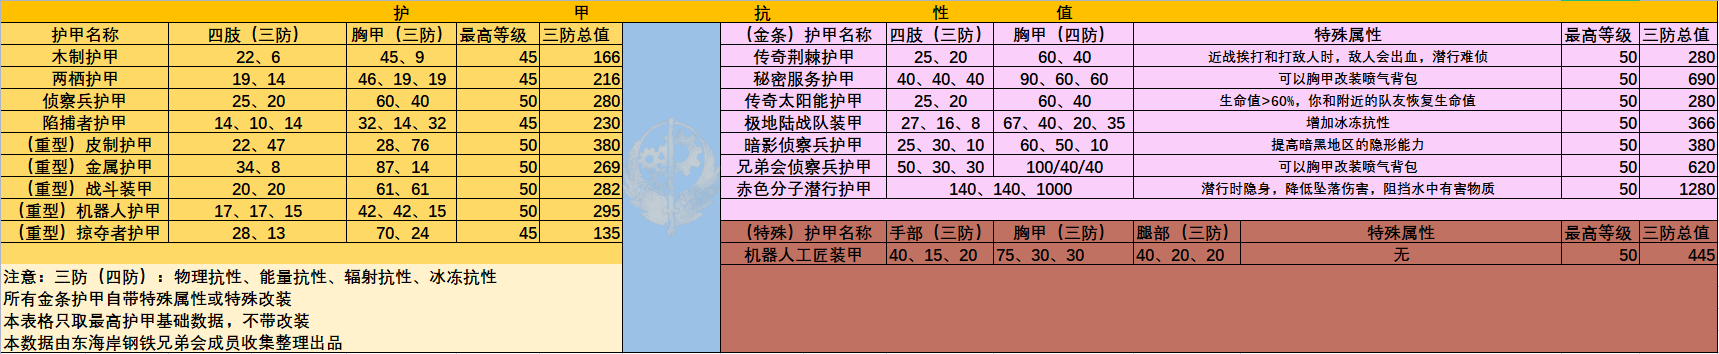 护 甲 抗 性 值
护甲名称 四肢（三防） 胸甲（三防） 最高等级 三防总值
木制护甲 22、6 45、9 45 166
两栖护甲 19、14 46、19、19 45 216
侦察兵护甲 25、20 60、40 50 280
陷捕者护甲 14、10、14 32、14、32 45 230
（重型）皮制护甲 22、47 28、76 50 380
（重型）金属护甲 34、8 87、14 50 269
（重型）战斗装甲 20、20 61、61 50 282
（重型）机器人护甲 17、17、15 42、42、15 50 295
（重型）掠夺者护甲 28、13 70、24 45 135
注意：三防（四防）：物理抗性、能量抗性、辐射抗性、冰冻抗性
所有金条护甲自带特殊属性或特殊改装
本表格只取最高护甲基础数据，不带改装
本数据由东海岸钢铁兄弟会成员收集整理出品
（金条）护甲名称 四肢（三防） 胸甲（四防） 特殊属性 最高等级 三防总值
传奇荆棘护甲 25、20 60、40 近战挨打和打敌人时，敌人会出血，潜行难侦 50 280
秘密服务护甲 40、40、40 90、60、60 可以胸甲改装喷气背包 50 690
传奇太阳能护甲 25、20 60、40 生命值>60%，你和附近的队友恢复生命值 50 280
极地陆战队装甲 27、16、8 67、40、20、35 增加冰冻抗性 50 366
暗影侦察兵护甲 25、30、10 60、50、10 提高暗黑地区的隐形能力 50 380
兄弟会侦察兵护甲 50、30、30 100/40/40 可以胸甲改装喷气背包 50 620
赤色分子潜行护甲 140、140、1000 潜行时隐身，降低坠落伤害，阻挡水中有害物质 50 1280
（特殊）护甲名称 手部（三防） 胸甲（三防） 腿部（三防） 特殊属性 最高等级 三防总值
机器人工匠装甲 40、15、20 75、30、30 40、20、20 无 50 445